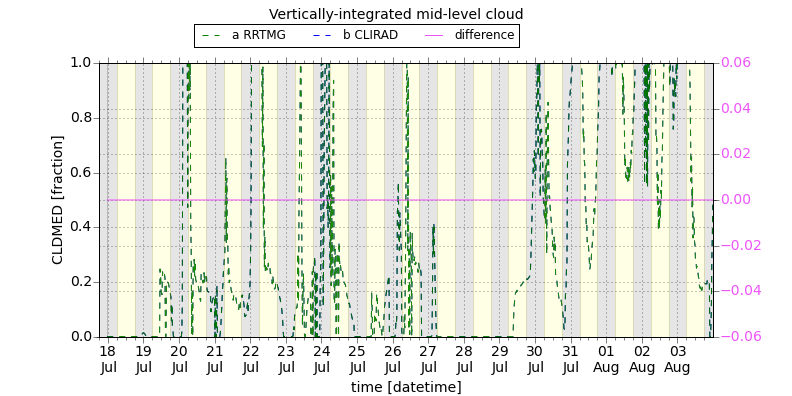 Vertically-integrated mid-level cloud
a RRTMG b CLIRAD difference
1.0 0.06
0.8 0.04
0.02
0.6
0.00
0.4
−0.02
0.2 −0.04
0.0 −0.06
CLDMED [fraction]
18 19 20 21 22 23 24 25 26 27 28 29 30 31 01 02 03
Jul Jul Jul Jul Jul Jul Jul Jul Jul Jul Jul Jul Jul Jul Aug Aug Aug
time [datetime]